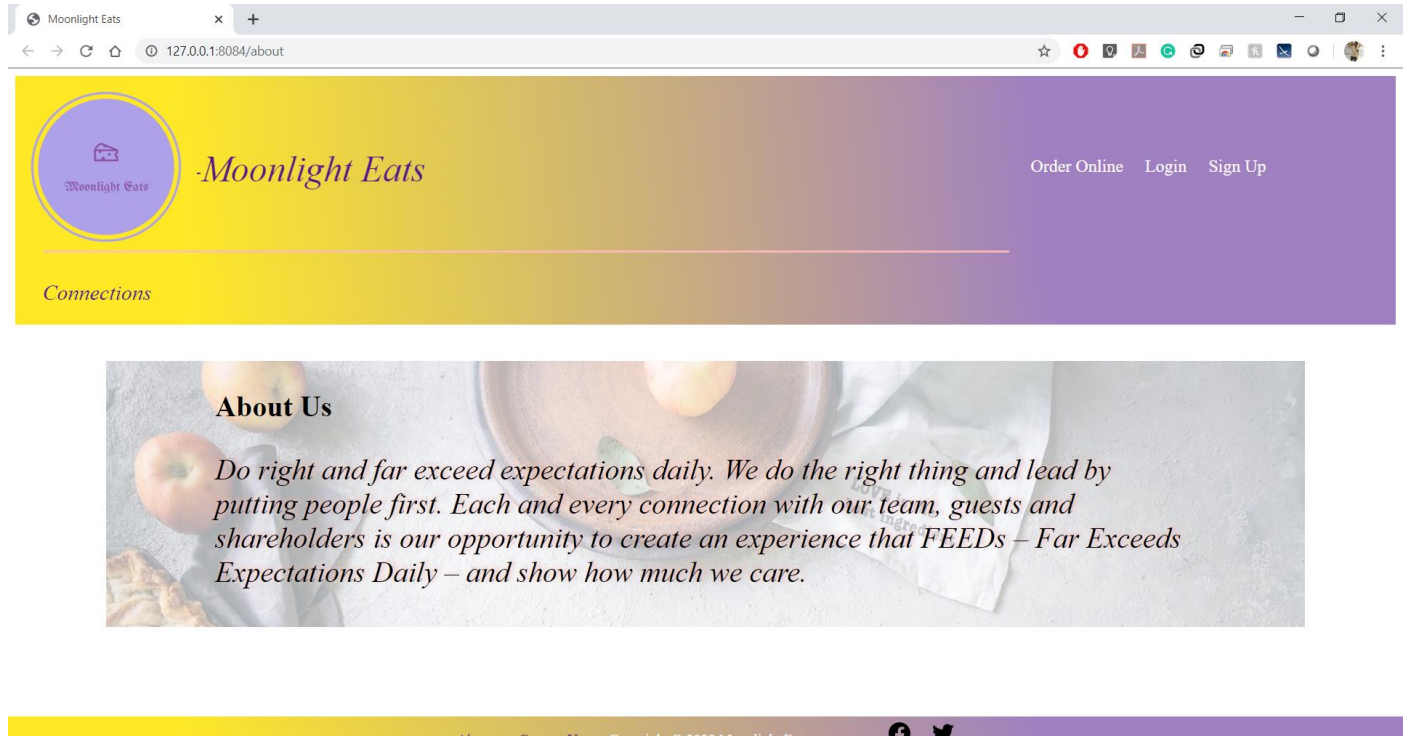 Moonlight Eats
127.0.0.1:8084/about
Moonlight Eats
-Moonlight Eats
Order Online Login Sign Up
Connections
About Us
Do right and far exceed expectations daily. We do the right thing and lead by
putting people first. Each and every connection with our team, guests and
shareholders is our opportunity to create an experience that FEEDs – Far Exceeds
Expectations Daily – and show how much we care.
LOVE